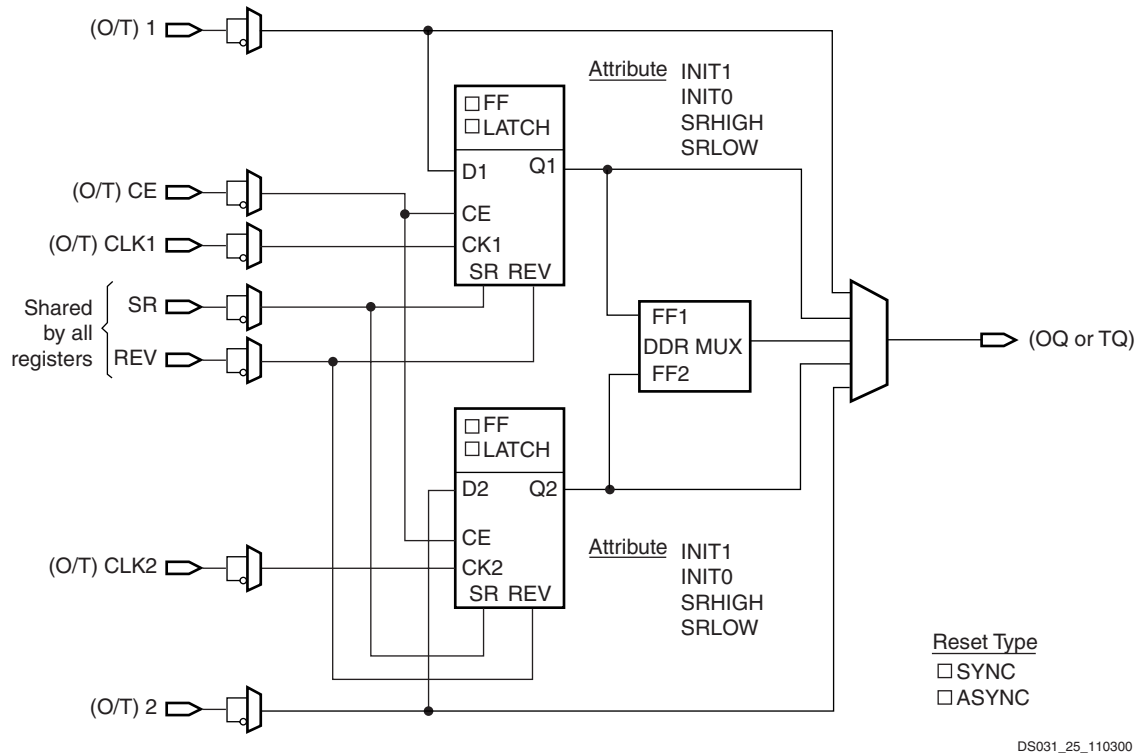 (O/T) 1
Attribute INIT1
INIT0
SRHIGH
SRLOW
FF
LATCH
D1 Q1
(O/T) CE
CE
(O/T) CLK1
CK1
SR REV
Shared
by all
registers
SR
REV
FF1
DDR MUX
FF2
(OQ or TQ)
FF
LATCH
D2 Q2
CE
(O/T) CLK2
CK2
SR REV
Attribute INIT1
INIT0
SRHIGH
SRLOW
(O/T) 2
Reset Type
SYNC
ASYNC
DS031_25_110300